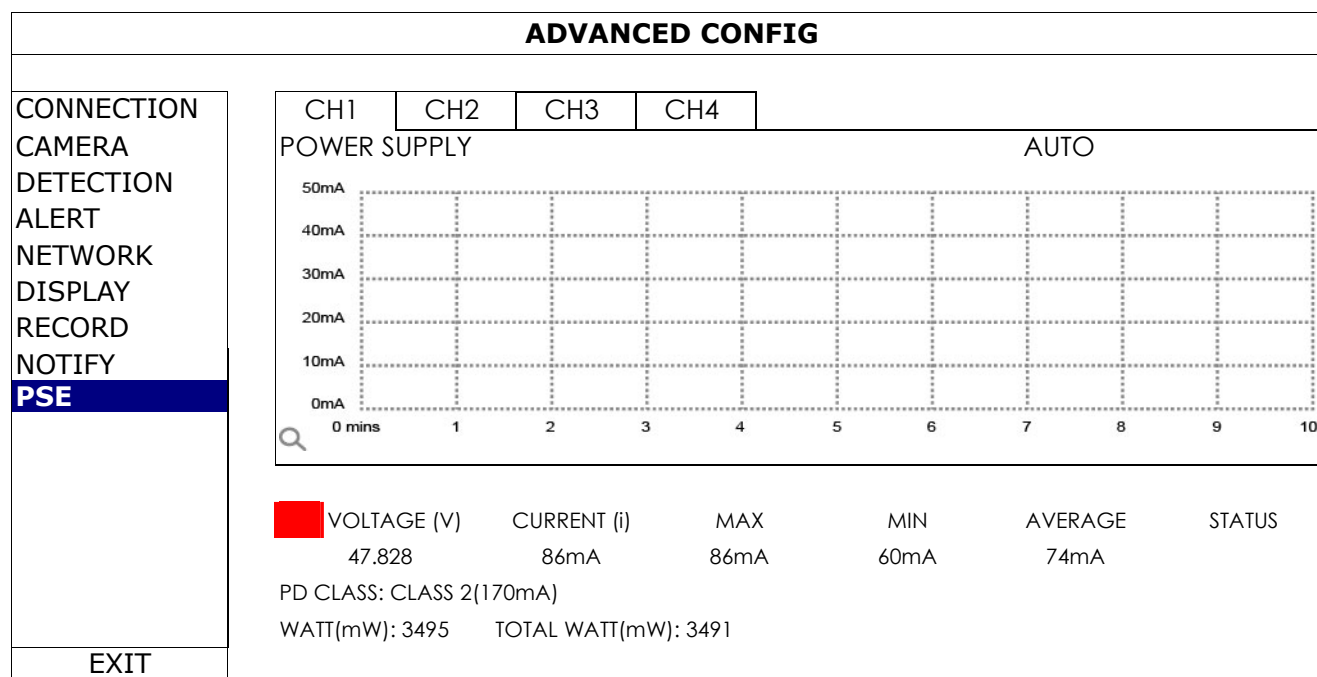 ADVANCED CONFIG
CONNECTION
CAMERA
DETECTION
ALERT
NETWORK
DISPLAY
RECORD
NOTIFY
PSE
EXIT
CH1 CH2 CH3 CH4
POWER SUPPLY AUTO
50mA
40mA
30mA
20mA
10mA
0mA
0 mins 1 2 3 4 5 6 7 8 9 10
VOLTAGE (V) CURRENT (i) MAX MIN AVERAGE STATUS
47.828 86mA 86mA 60mA 74mA
PD CLASS: CLASS 2(170mA)
WATT(mW): 3495 TOTAL WATT(mW): 3491